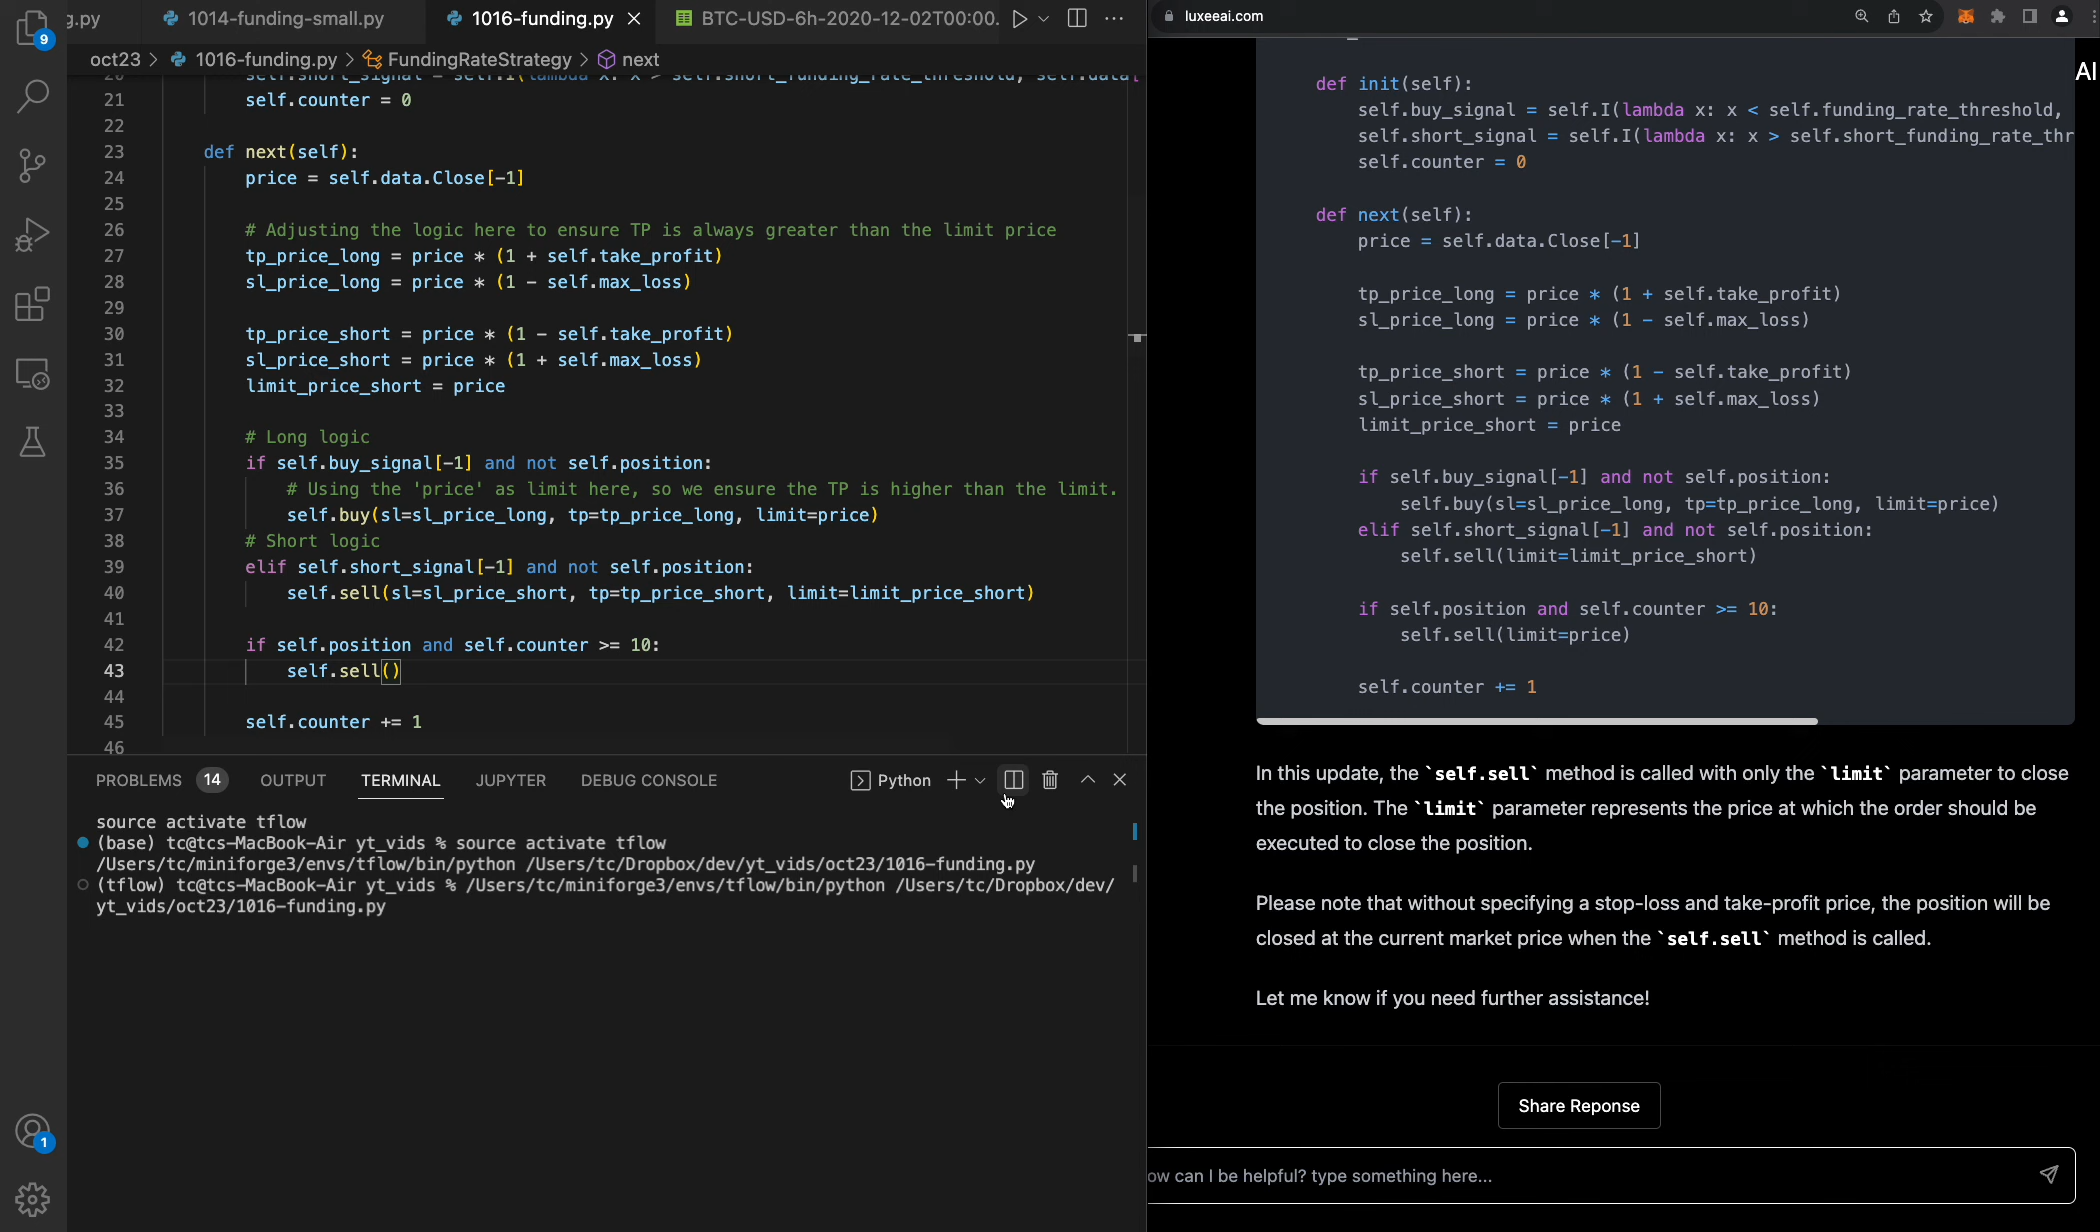 9
g.py
1014-funding-small.py
1016-funding.py
BTC-USD-6h-2020-12-02T00:00.
oct23 > 1016-funding.py > FundingRateStrategy > next
21 self.counter = 0
22
23 def next(self):
24 price = self.data.Close[-1]
25
26 # Adjusting the logic here to ensure TP is always greater than the limit price
27 tp_price_long = price * (1 + self.take_profit)
28 sl_price_long = price * (1 - self.max_loss)
29
30 tp_price_short = price * (1 - self.take_profit)
31 sl_price_short = price * (1 + self.max_loss)
32 limit_price_short = price
33
34 # Long logic
35 if self.buy_signal[-1] and not self.position:
36 # Using the 'price' as limit here, so we ensure the TP is higher than the limit.
37 self.buy(sl=sl_price_long, tp=tp_price_long, limit=price)
38 # Short logic
39 elif self.short_signal[-1] and not self.position:
40 self.sell(sl=sl_price_short, tp=tp_price_short, limit=limit_price_short)
41
42 if self.position and self.counter >= 10:
43 self.sell()
44
45 self.counter += 1
46
PROBLEMS 14 OUTPUT TERMINAL JUPYTER DEBUG CONSOLE Python
source activate tflow
(base) tc@tcs-MacBook-Air yt_vids % source activate tflow
/Users/tc/miniforge3/envs/tflow/bin/python /Users/tc/Dropbox/dev/yt_vids/oct23/1016-funding.py
(tflow) tc@tcs-MacBook-Air yt_vids % /Users/tc/miniforge3/envs/tflow/bin/python /Users/tc/Dropbox/dev/
yt_vids/oct23/1016-funding.py
1
luxeeai.com
AI
def init(self):
self.buy_signal = self.I(lambda x: x < self.funding_rate_threshold,
self.short_signal = self.I(lambda x: x > self.short_funding_rate_thr
self.counter = 0
def next(self):
price = self.data.Close[-1]
tp_price_long = price * (1 + self.take_profit)
sl_price_long = price * (1 - self.max_loss)
tp_price_short = price * (1 - self.take_profit)
sl_price_short = price * (1 + self.max_loss)
limit_price_short = price
if self.buy_signal[-1] and not self.position:
self.buy(sl=sl_price_long, tp=tp_price_long, limit=price)
elif self.short_signal[-1] and not self.position:
self.sell(limit=limit_price_short)
if self.position and self.counter >= 10:
self.sell(limit=price)
self.counter += 1
In this update, the `self.sell` method is called with only the `limit` parameter to close
the position. The `limit` parameter represents the price at which the order should be
executed to close the position.
Please note that without specifying a stop-loss and take-profit price, the position will be
closed at the current market price when the `self.sell` method is called.
Let me know if you need further assistance!
Share Reponse
ow can I be helpful? type something here...